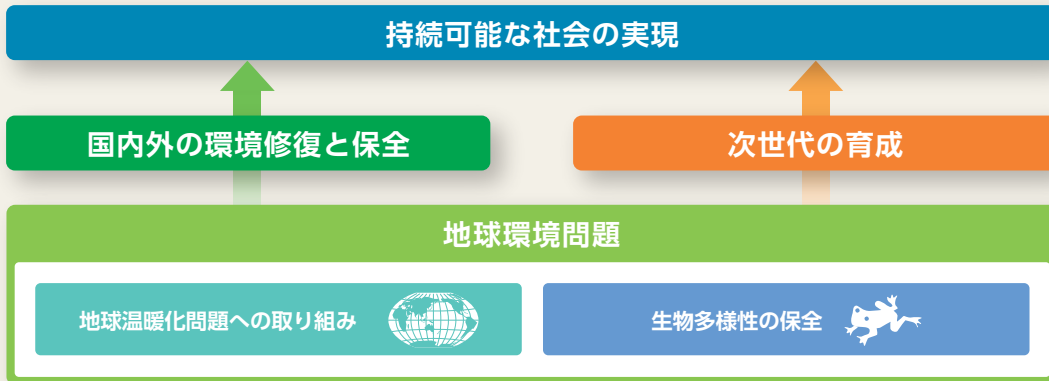 持続可能な社会の実現
国内外の環境修復と保全
次世代の育成
地球環境問題
地球温暖化問題への取り組み
生物多様性の保全